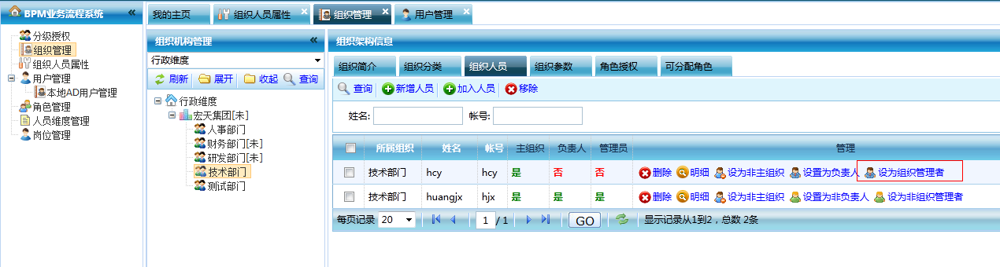 BPM业务流程系统
分级授权
组织管理
组织人员属性
用户管理
本地AD用户管理
角色管理
人员维度管理
岗位管理
我的主页 组织人员属性 组织管理 用户管理
组织机构管理
行政维度
刷新 展开 收起 查询
行政维度
宏天集团[未]
人事部门
财务部门[未]
研发部门[未]
技术部门
测试部门
组织架构信息
组织简介 组织分类 组织人员 组织参数 角色授权 可分配角色
查询 新增人员 加入人员 移除
姓名: 帐号:
所属组织 姓名 帐号 主组织 负责人 管理员 管理
技术部门 hcy hcy 是 否 否 删除 明细 设为非主组织 设置为负责人 设为组织管理者
技术部门 huangjx hjx 是 是 是 删除 明细 设为非主组织 设置为非负责人 设为非组织管理者
每页记录 20 1 / 1 GO 显示记录从1到2，总数 2条